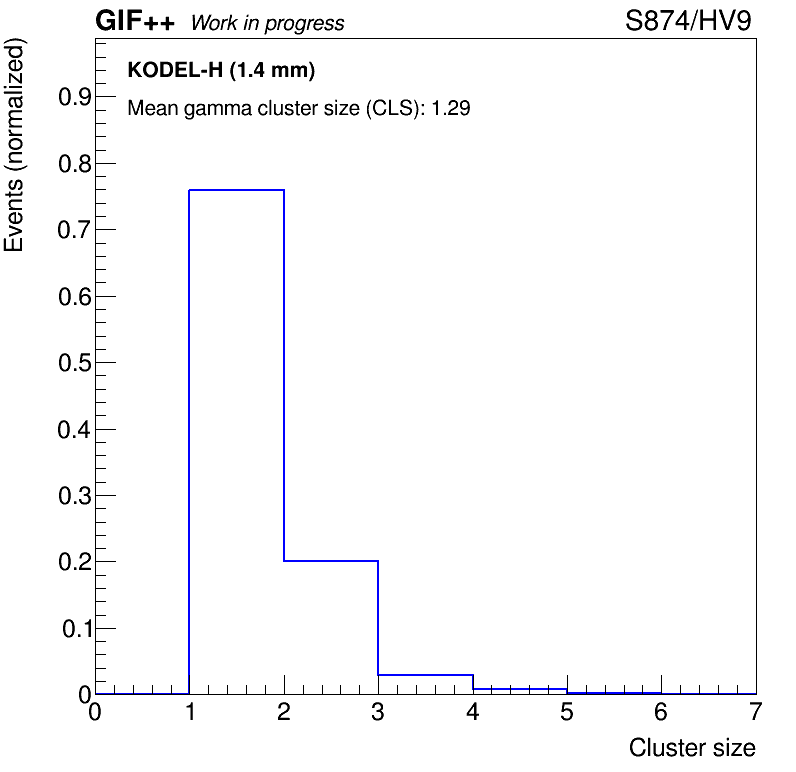 GIF++ Work in progress S874/HV9
KODEL-H (1.4 mm)
Mean gamma cluster size (CLS): 1.29
Events (normalized)
0.9
0.8
0.7
0.6
0.5
0.4
0.3
0.2
0.1
0
0 1 2 3 4 5 6 7
Cluster size